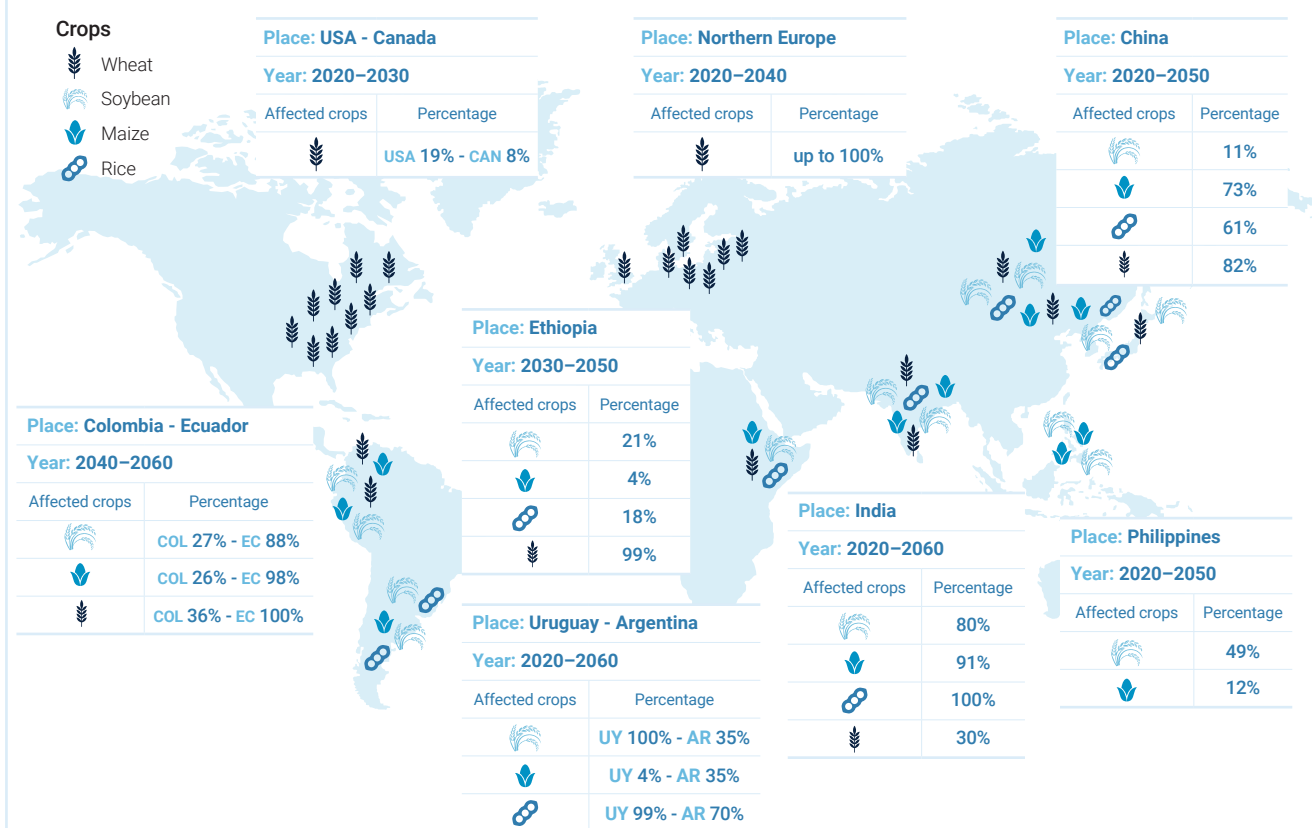 Crops
Wheat
Soybean
Maize
Rice
Place: USA - Canada
Year: 2020–2030
Affected crops Percentage
USA 19% - CAN 8%
Place: Northern Europe
Year: 2020–2040
Affected crops Percentage
up to 100%
Place: China
Year: 2020–2050
Affected crops Percentage
11%
73%
61%
82%
Place: Ethiopia
Year: 2030–2050
Affected crops Percentage
21%
4%
18%
99%
Place: Colombia - Ecuador
Year: 2040–2060
Affected crops Percentage
COL 27% - EC 88%
COL 26% - EC 98%
COL 36% - EC 100%
Place: Uruguay - Argentina
Year: 2020–2060
Affected crops Percentage
UY 100% - AR 35%
UY 4% - AR 35%
UY 99% - AR 70%
Place: India
Year: 2020–2060
Affected crops Percentage
80%
91%
100%
30%
Place: Philippines
Year: 2020–2050
Affected crops Percentage
49%
12%